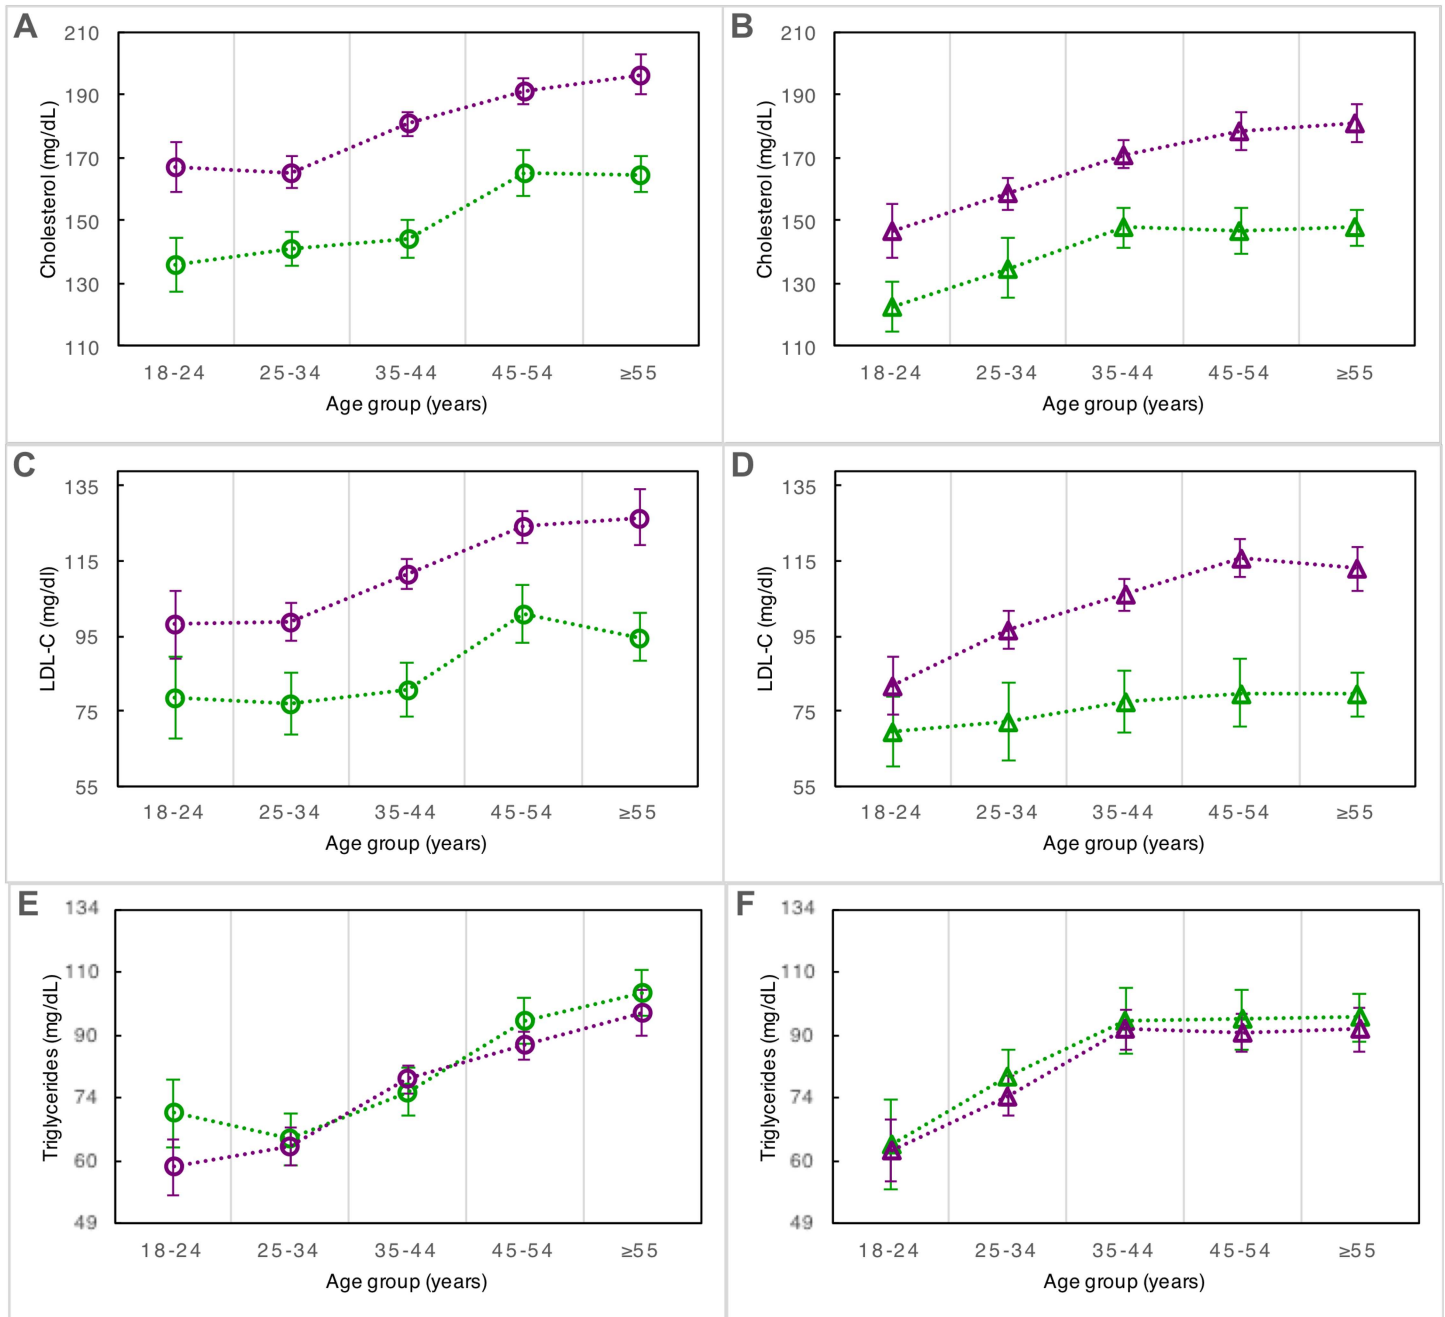 A
210
190
170
150
130
110
Cholesterol (mg/dL)
18-24 25-34 35-44 45-54 ≥55
Age group (years)
B
210
190
170
150
130
110
Cholesterol (mg/dL)
18-24 25-34 35-44 45-54 ≥55
Age group (years)
C
135
115
95
75
55
LDL-C (mg/dl)
18-24 25-34 35-44 45-54 ≥55
Age group (years)
D
135
115
95
75
55
LDL-C (mg/dl)
18-24 25-34 35-44 45-54 ≥55
Age group (years)
E
134
110
90
74
60
49
Triglycerides (mg/dL)
18-24 25-34 35-44 45-54 ≥55
Age group (years)
F
134
110
90
74
60
49
Triglycerides (mg/dL)
18-24 25-34 35-44 45-54 ≥55
Age group (years)